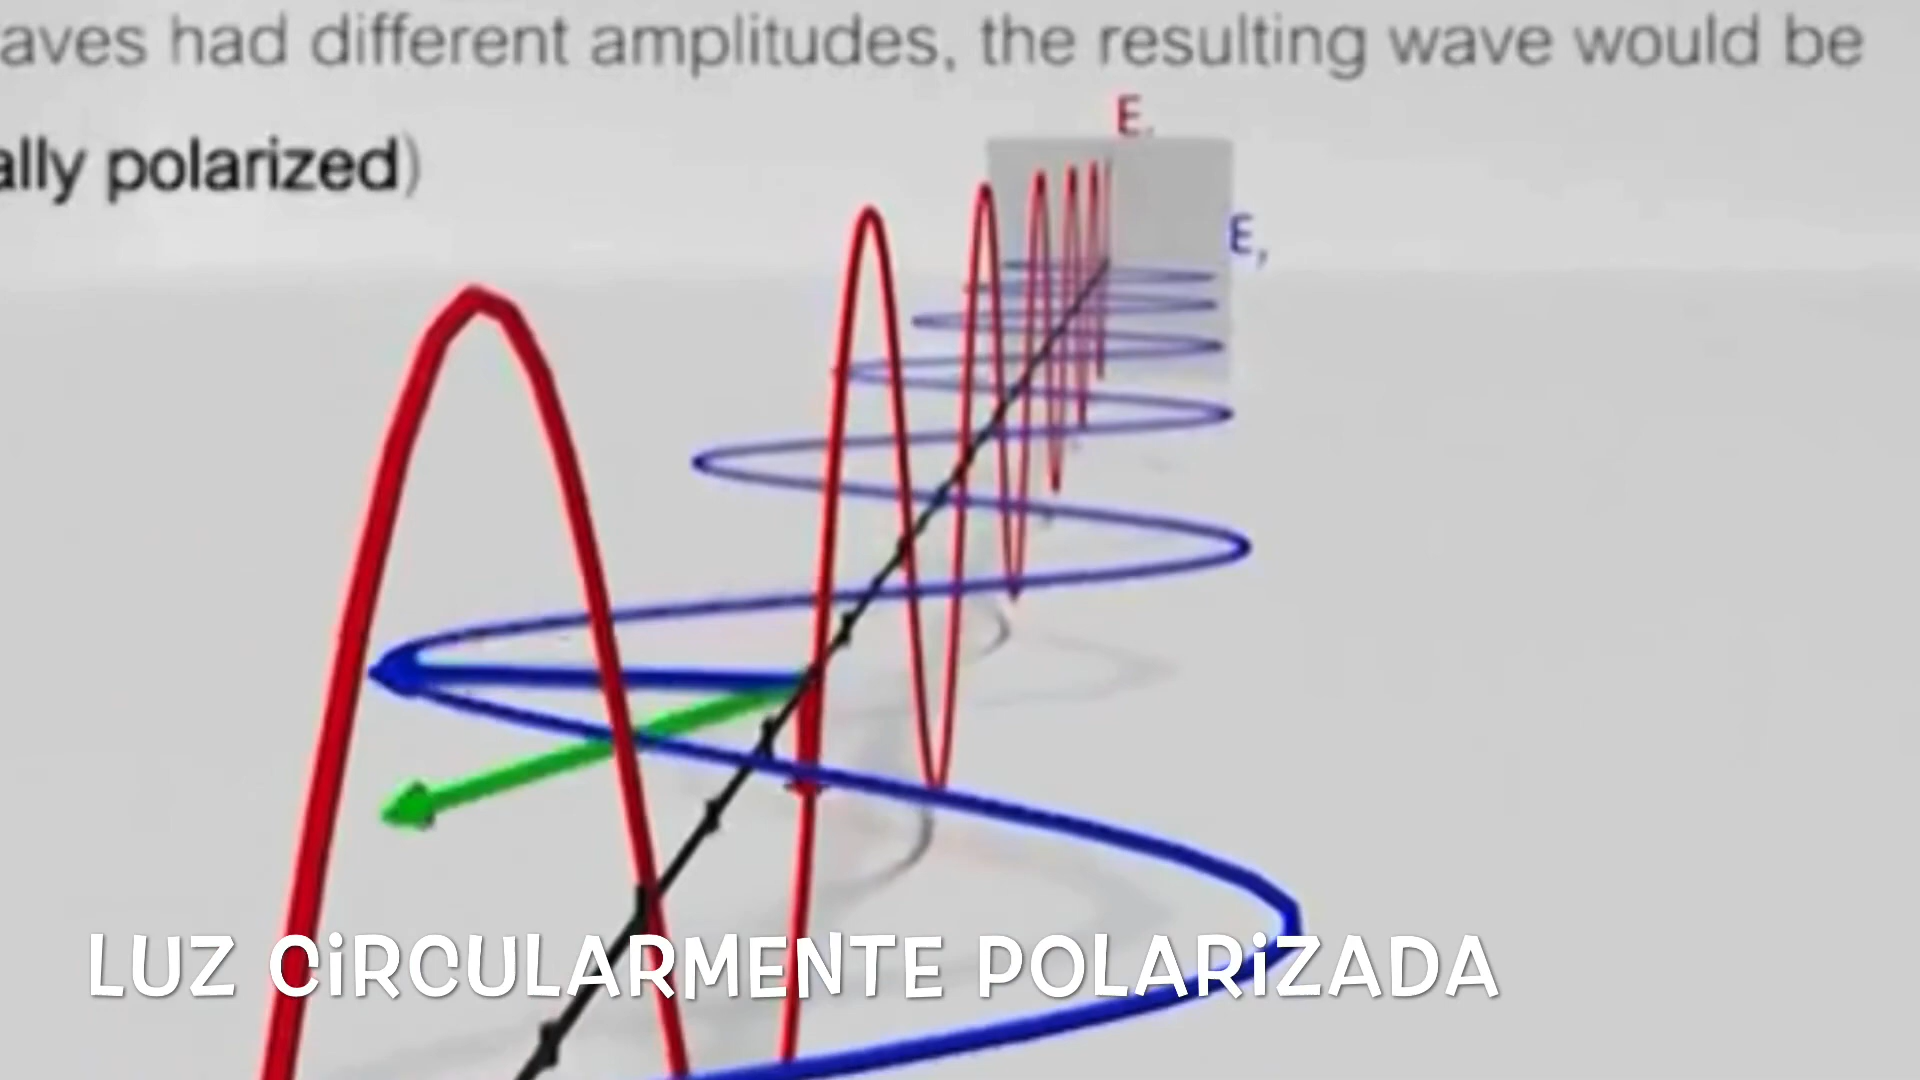 aves had different amplitudes, the resulting wave would be
ally polarized)
E
E
LUZ CiRCULARMENTE POLARiZADA